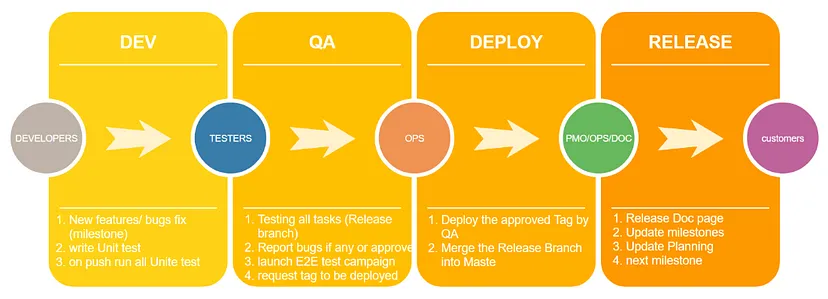 DEV
QA
DEPLOY
RELEASE
DEVELOPERS
TESTERS
OPS
PMO/OPS/DOC
customers
1. New features/ bugs fix
(milestone)
2. write Unit test
3. on push run all Unite test
1. Testing all tasks (Release
branch)
2. Report bugs if any or approve
3. launch E2E test campaign
4. request tag to be deployed
1. Deploy the approved Tag by
QA
2. Merge the Release Branch
into Maste
1. Release Doc page
2. Update milestones
3. Update Planning
4. next milestone